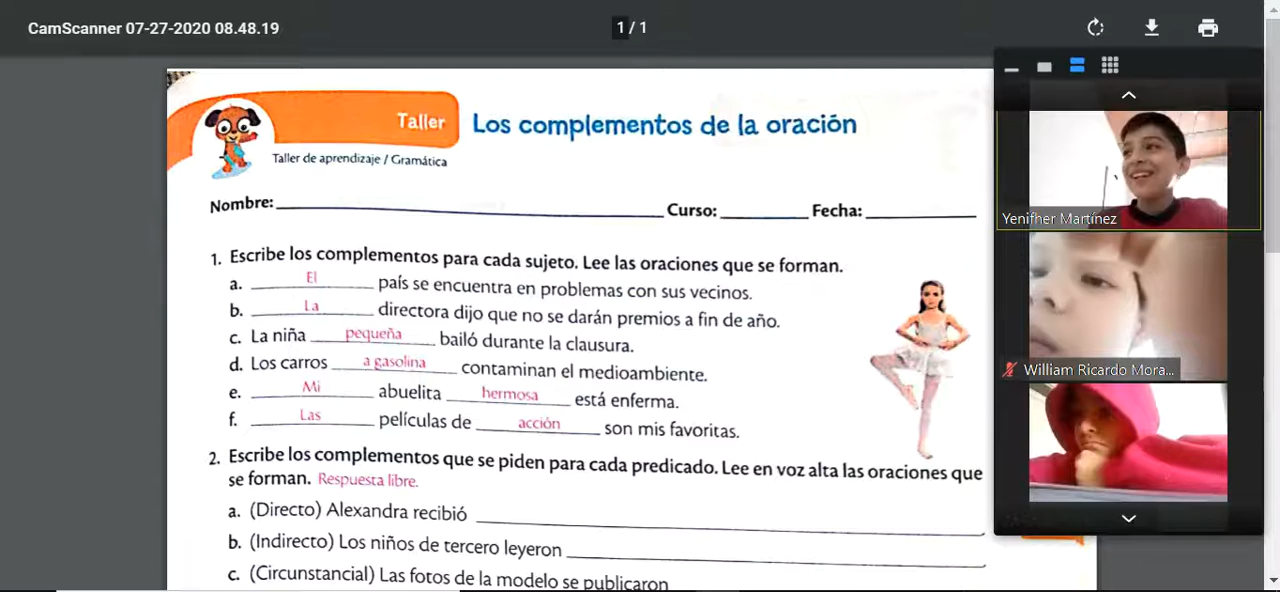 CamScanner 07-27-2020 08.48.19
1 / 1
Taller
Los complementos de la oración
Taller de aprendizaje / Gramática
Nombre: Curso: Fecha:
1. Escribe los complementos para cada sujeto. Lee las oraciones que se forman.
a. El país se encuentra en problemas con sus vecinos.
b. La directora dijo que no se darán premios a fin de año.
c. La niña pequeña bailó durante la clausura.
d. Los carros a gasolina contaminan el medioambiente.
e. Mi abuelita hermosa está enferma.
f. Las películas de acción son mis favoritas.
2. Escribe los complementos que se piden para cada predicado. Lee en voz alta las oraciones que
se forman. Respuesta libre.
a. (Directo) Alexandra recibió
b. (Indirecto) Los niños de tercero leyeron
c. (Circunstancial) Las fotos de la modelo se publicaron
Yenifher Martínez
William Ricardo Mora...